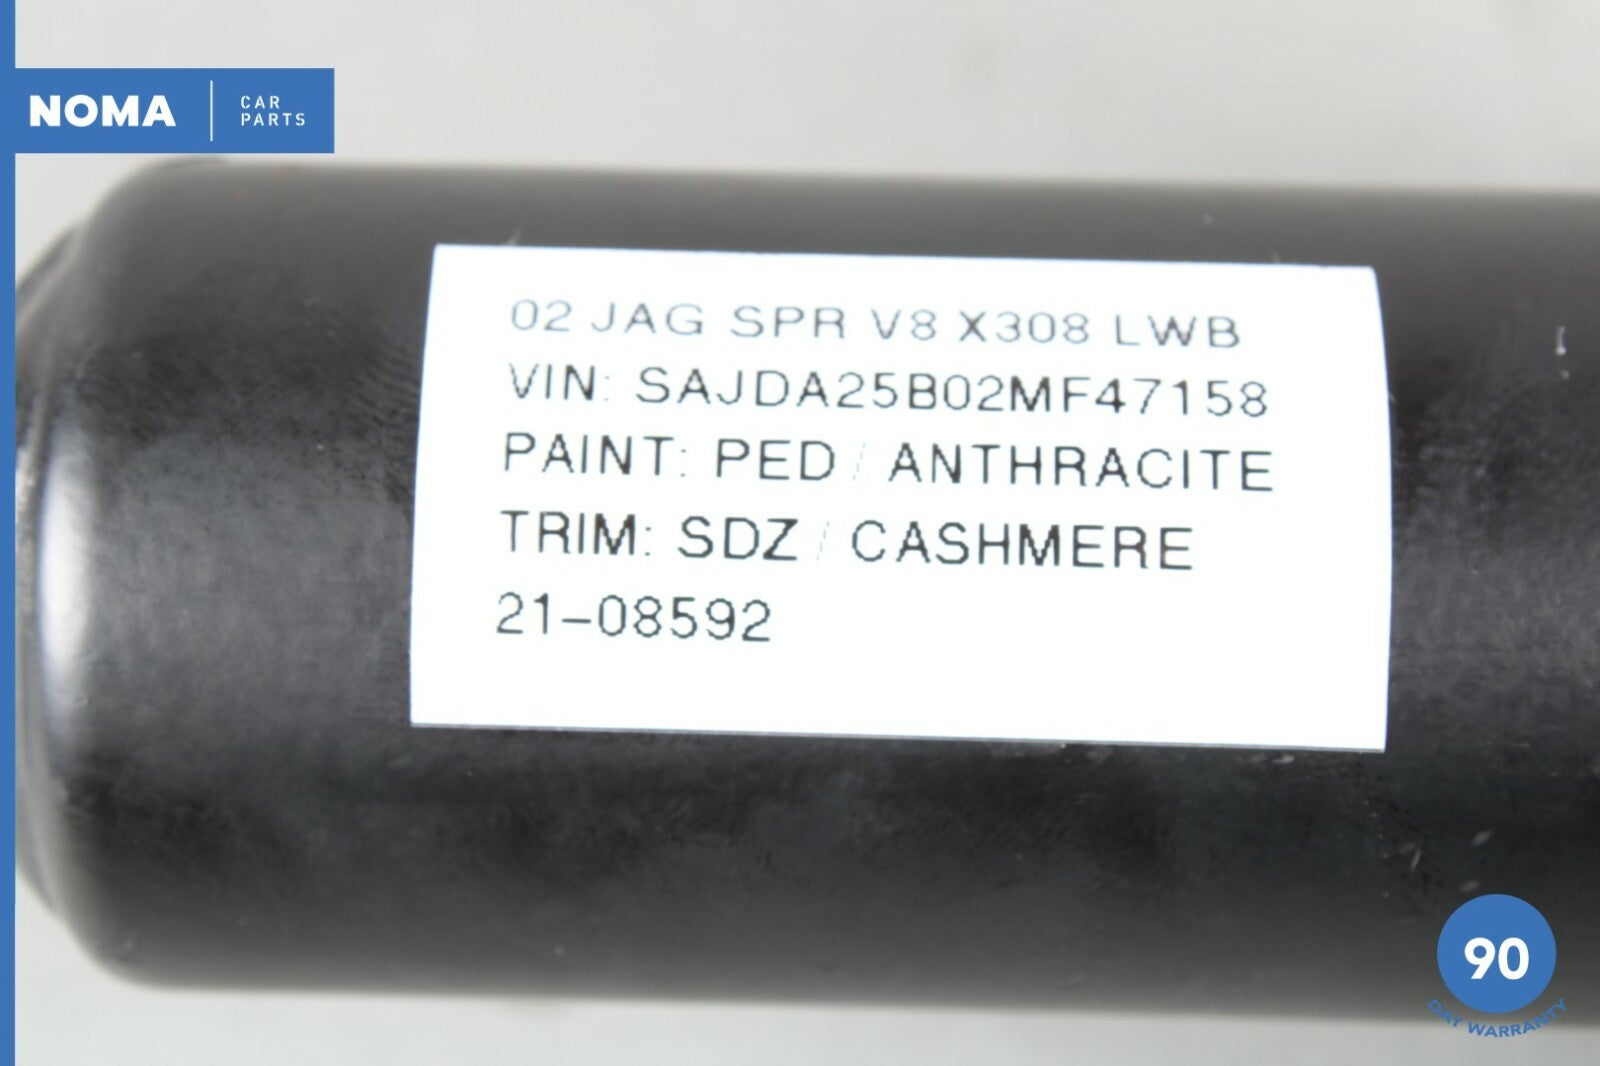 NOMA
CAR
PARTS
02 JAG SPR V8 X308 LWB
VIN: SAJDA25B02MF47158
PAINT: PED / ANTHRACITE
TRIM: SDZ / CASHMERE
21-08592
90
DAY WARRANTY